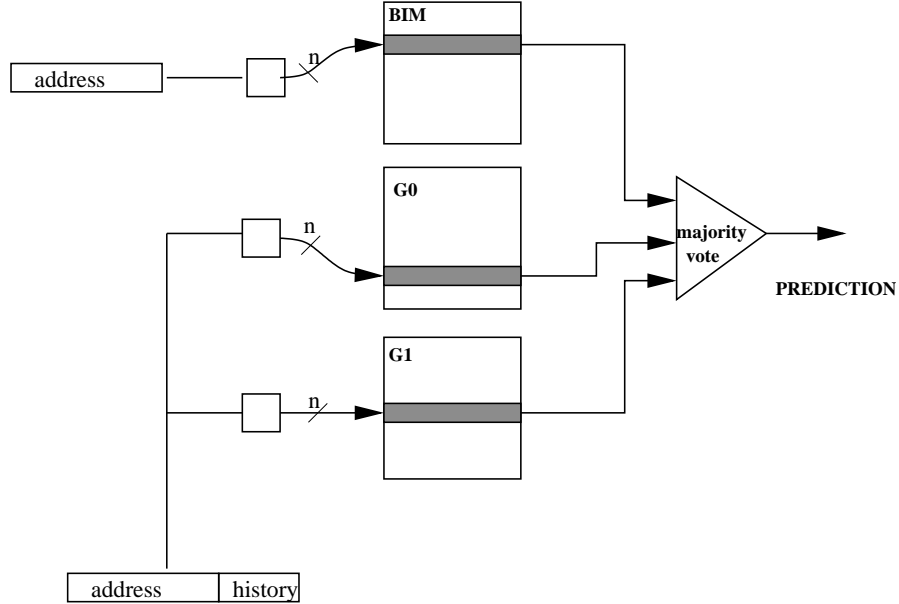 BIM
n
address
G0
n
majority
vote
PREDICTION
G1
n
address
history